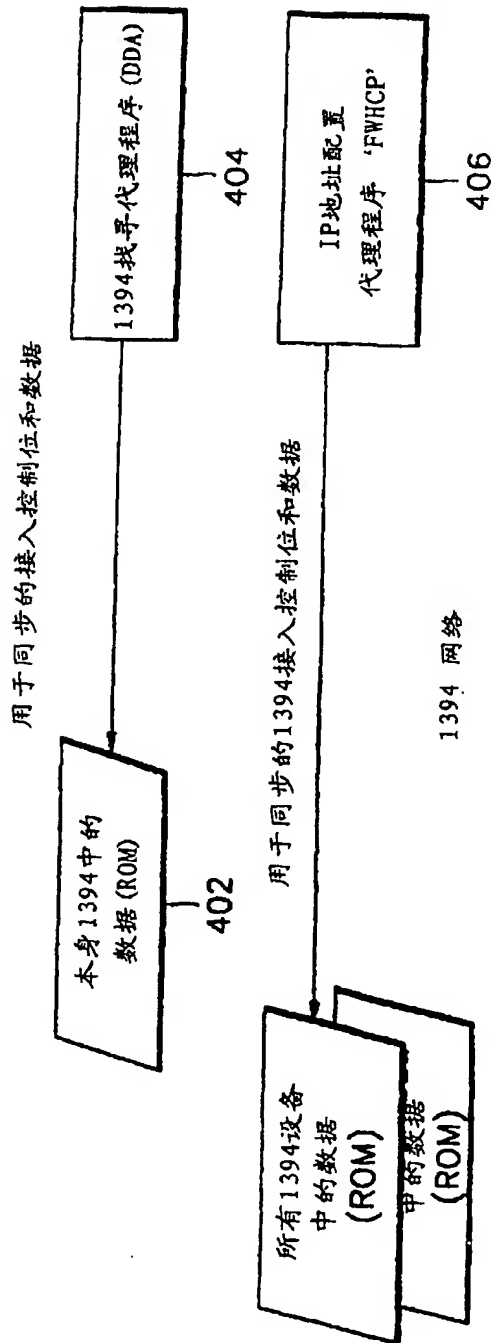 用于同步的接入控制位和数据
本身1394中的
数据(ROM)
402
1394找寻代理程序(DDA)
404
用于同步的1394接入控制位和数据
所有1394设备
中的数据
(ROM)
中的数据
(ROM)
IP地址配置
代理程序 'FWHCP'
406
1394 网络